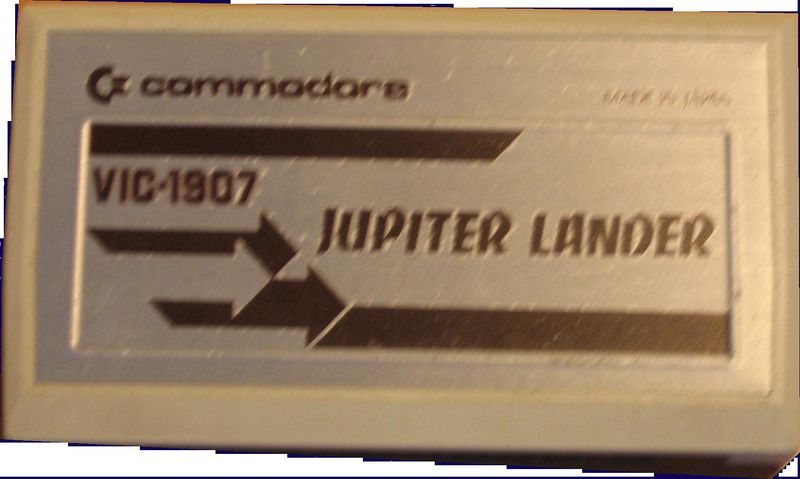 commodore
MADE IN JAPAN
VIC-1907
JUPITER LANDER